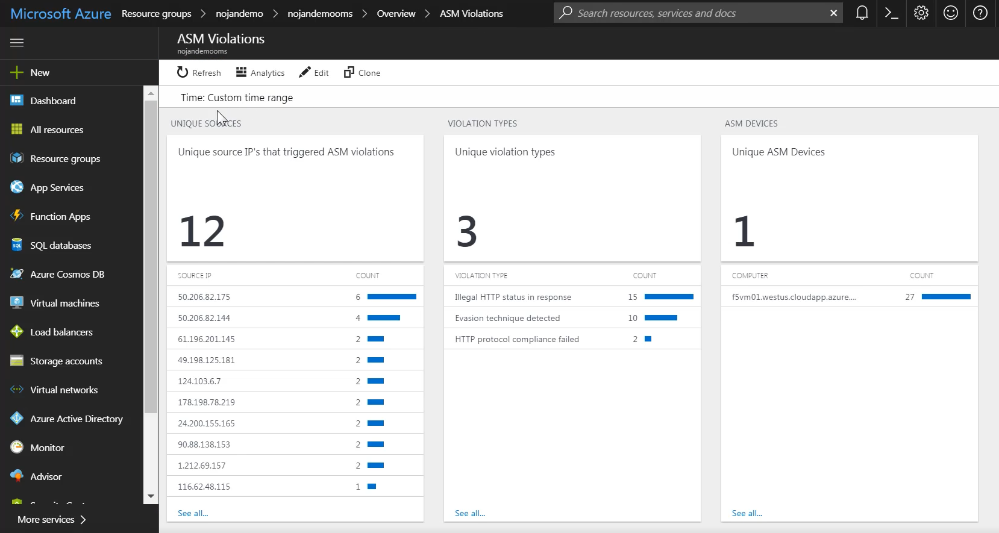 Microsoft Azure Resource groups > nojandemo > nojandemooms > Overview > ASM Violations
Search resources, services and docs
ASM Violations
nojandemooms
New
Refresh Analytics Edit Clone
Time: Custom time range
Dashboard
All resources
Resource groups
App Services
Function Apps
SQL databases
Azure Cosmos DB
Virtual machines
Load balancers
Storage accounts
Virtual networks
Azure Active Directory
Monitor
Advisor
More services >
UNIQUE SOURCES
Unique source IP's that triggered ASM violations
12
SOURCE IP COUNT
50.206.82.175 6
50.206.82.144 4
61.196.201.145 2
49.198.125.181 2
124.103.6.7 2
178.198.78.219 2
24.200.155.165 2
90.88.138.153 2
1.212.69.157 2
116.62.48.115 1
See all...
VIOLATION TYPES
Unique violation types
3
VIOLATION TYPE COUNT
Illegal HTTP status in response 15
Evasion technique detected 10
HTTP protocol compliance failed 2
See all...
ASM DEVICES
Unique ASM Devices
1
COMPUTER COUNT
f5vm01.westus.cloudapp.azure.... 27
See all...